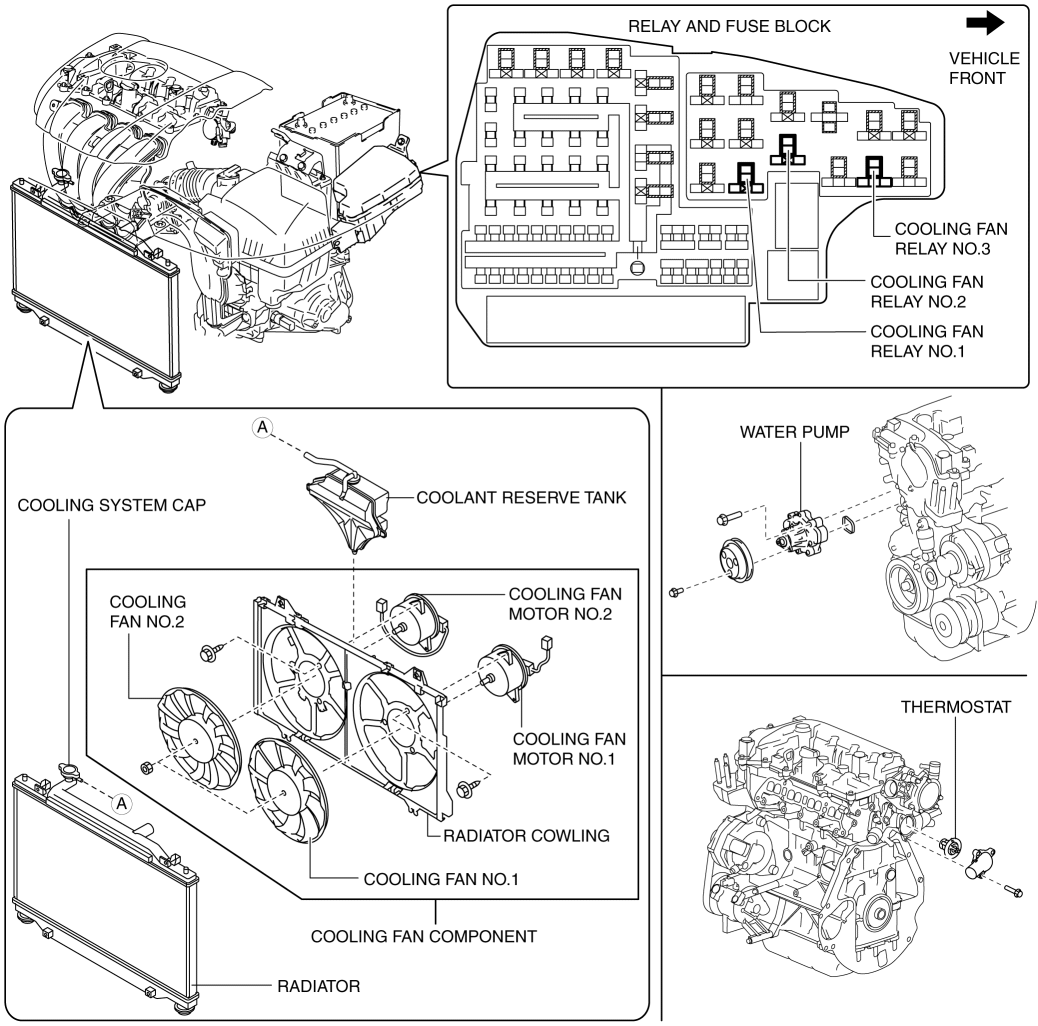 RELAY AND FUSE BLOCK
VEHICLE
FRONT
COOLING FAN
RELAY NO.3
COOLING FAN
RELAY NO.2
COOLING FAN
RELAY NO.1
A
COOLANT RESERVE TANK
COOLING SYSTEM CAP
COOLING
FAN NO.2
COOLING FAN
MOTOR NO.2
COOLING FAN
MOTOR NO.1
A
RADIATOR COWLING
COOLING FAN NO.1
COOLING FAN COMPONENT
RADIATOR
WATER PUMP
THERMOSTAT